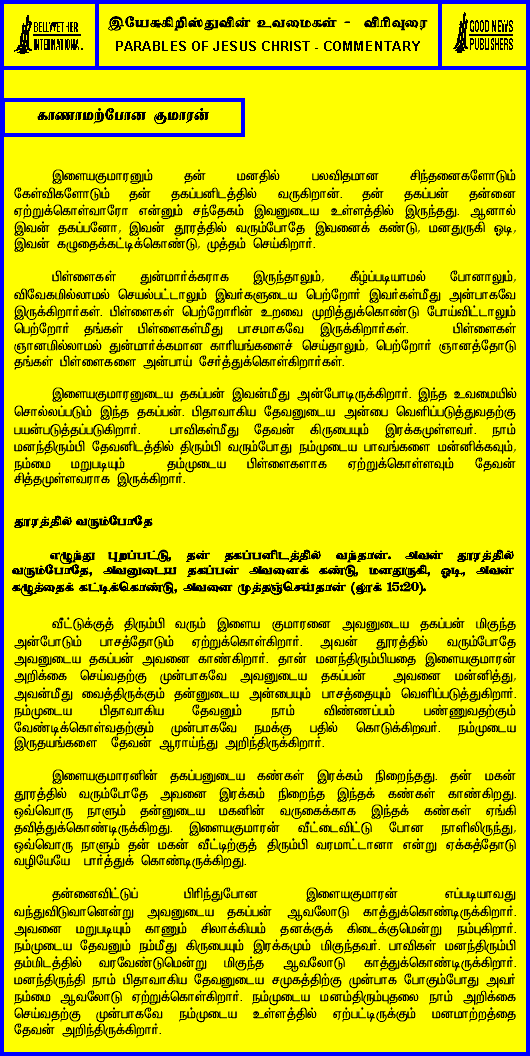 BELLWETHER
INTERNATIONAL
இயேசுகிறிஸ்துவின் உவமைகள் - விரிவுரை
PARABLES OF JESUS CHRIST - COMMENTARY
GOOD NEWS
PUBLISHERS
காணாமற்போன குமாரன்
இளையகுமாரனும் தன் மனதில் பலவிதமான சிந்தனைகளோடும்
கேள்விகளோடும் தன் தகப்பனிடத்தில் வருகிறான். தன் தகப்பன் தன்னை
ஏற்றுக்கொள்வாரோ என்னும் சந்தேகம் இவனுடைய உள்ளத்தில் இருந்தது. ஆனால்
இவன் தகப்பனோ, இவன் தூரத்தில் வரும்போதே இவனைக் கண்டு, மனதுருகி ஓடி,
இவன் கழுதைக்கட்டிக்கொண்டு, முத்தம் செய்கிறார்.
பிள்ளைகள் துன்மார்க்கராக இருந்தாலும், கீழ்ப்படியாமல் போனாலும்,
விவேகமில்லாமல் செயல்பட்டாலும் இவர்களுடைய பெற்றோர் இவர்கள்மீது அன்பாகவே
இருக்கிறார்கள். பிள்ளைகள் பெற்றோரின் உறவை முறித்துக்கொண்டு போய்விட்டாலும்
பெற்றோர் தங்கள் பிள்ளைகள்மீது பாசமாகவே இருக்கிறார்கள். பிள்ளைகள்
ஞானமில்லாமல் துன்மார்க்கமான காரியங்களைச் செய்தாலும், பெற்றோர் ஞானத்தோடு
தங்கள் பிள்ளைகளை அன்பாய் சேர்த்துக்கொள்கிறார்கள்.
இளையகுமாரனுடைய தகப்பன் இவன்மீது அன்போடிருக்கிறார். இந்த உவமையில்
சொல்லப்படும் இந்த தகப்பன். பிதாவாகிய தேவனுடைய அன்பை வெளிப்படுத்துவதற்கு
பயன்படுத்தப்படுகிறார். பாவிகள்மீது தேவன் கிருபையும் இரக்கமுமுள்ளவர். நாம்
மனந்திரும்பி தேவனிடத்தில் திரும்பி வரும்போது நம்முடைய பாவங்களை மன்னிக்கவும்,
நம்மை மறுபடியும் தம்முடைய பிள்ளைகளாக ஏற்றுக்கொள்ளவும் தேவன்
சித்தமுள்ளவராக இருக்கிறார்.
தூரத்தில் வரும்போதே
எழுந்து புறப்பட்டு, தன் தகப்பனிடத்தில் வந்தான். அவன் தூரத்தில்
வரும்போதே, அவனுடைய தகப்பன் அவனைக் கண்டு, மனதுருகி, ஓடி, அவன்
கழுத்தைக் கட்டிக்கொண்டு, அவனை முத்தஞ்செய்தான் (லூக் 15:20).
வீட்டுக்குத் திரும்பி வரும் இளைய குமாரனை அவனுடைய தகப்பன் மிகுந்த
அன்போடும் பாசத்தோடும் ஏற்றுக்கொள்கிறார். அவன் தூரத்தில் வரும்போதே
அவனுடைய தகப்பன் அவனை காண்கிறார். தான் மனந்திரும்பியதை இளையகுமாரன்
அறிக்கை செய்வதற்கு முன்பாகவே அவனுடைய தகப்பன் அவனை மன்னித்து,
அவன்மீது வைத்திருக்கும் தன்னுடைய அன்பையும் பாசத்தையும் வெளிப்படுத்துகிறார்.
நம்முடைய பிதாவாகிய தேவனும் நாம் விண்ணப்பம் பண்ணுவதற்கும்
வேண்டிக்கொள்வதற்கும் முன்பாகவே நமக்கு பதில் கொடுக்கிறவர். நம்முடைய
இருதயங்களை தேவன் ஆராய்ந்து அறிந்திருக்கிறார்.
இளையகுமாரனின் தகப்பனுடைய கண்கள் இரக்கம் நிறைந்தது. தன் மகன்
தூரத்தில் வரும்போதே அவனை இரக்கம் நிறைந்த இந்தக் கண்கள் காண்கிறது.
ஒவ்வொரு நாளும் தன்னுடைய மகனின் வருகைக்காக இந்தக் கண்கள் ஏங்கி
தவித்துக்கொண்டிருக்கிறது. இளையகுமாரன் வீட்டைவிட்டு போன நாளிலிருந்து,
ஒவ்வொரு நாளும் தன் மகன் வீட்டிற்குத் திரும்பி வரமாட்டானா என்று ஏக்கத்தோடு
வழியேயே பார்த்துக் கொண்டிருக்கிறது.
தன்னைவிட்டுப் பிரிந்துபோன இளையகுமாரன் எப்படியாவது
வந்துவிடுவானென்று அவனுடைய தகப்பன் ஆவலோடு காத்துக்கொண்டிருக்கிறார்.
அவனை மறுபடியும் காணும் சிலாக்கியம் தனக்குக் கிடைக்குமென்று நம்புகிறார்.
நம்முடைய தேவனும் நம்மீது கிருபையும் இரக்கமும் மிகுந்தவர். பாவிகள் மனந்திரும்பி
தம்மிடத்தில் வரவேண்டுமென்று மிகுந்த ஆவலோடு காத்துக்கொண்டிருக்கிறார்.
மனந்திருந்தி நாம் பிதாவாகிய தேவனுடைய சமுகத்திற்கு முன்பாக போகும்போது அவர்
நம்மை ஆவலோடு ஏற்றுக்கொள்கிறார். நம்முடைய மனம்திரும்புதலை நாம் அறிக்கை
செய்வதற்கு முன்பாகவே நம்முடைய உள்ளத்தில் ஏற்பட்டிருக்கும் மனமாற்றத்தை
தேவன் அறிந்திருக்கிறார்.